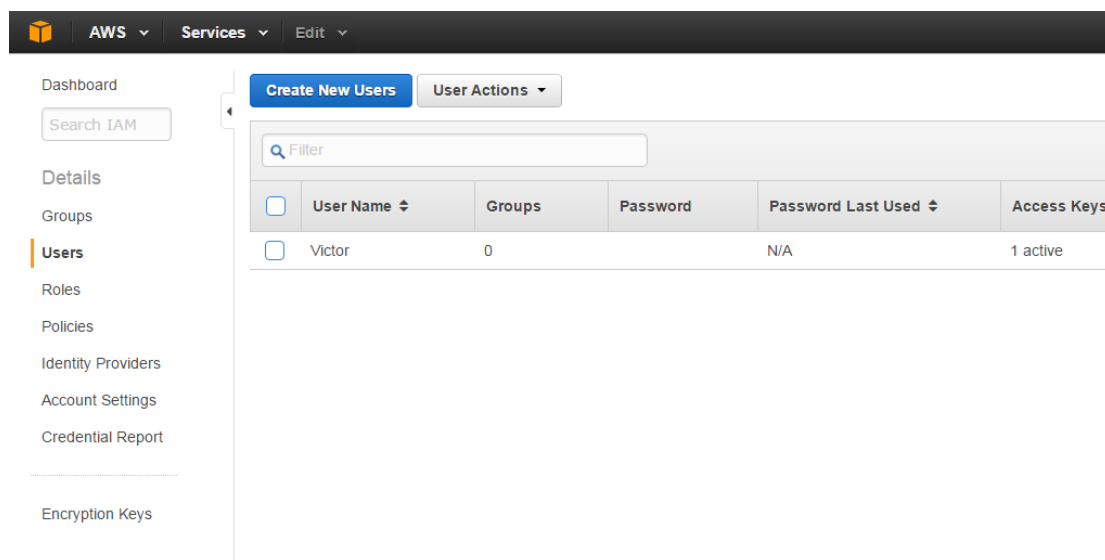 AWS Services Edit
Dashboard
Search IAM
Details
Groups
Users
Roles
Policies
Identity Providers
Account Settings
Credential Report
Encryption Keys
Create New Users User Actions
Filter
User Name Groups Password Password Last Used Access Keys
Victor 0 N/A 1 active